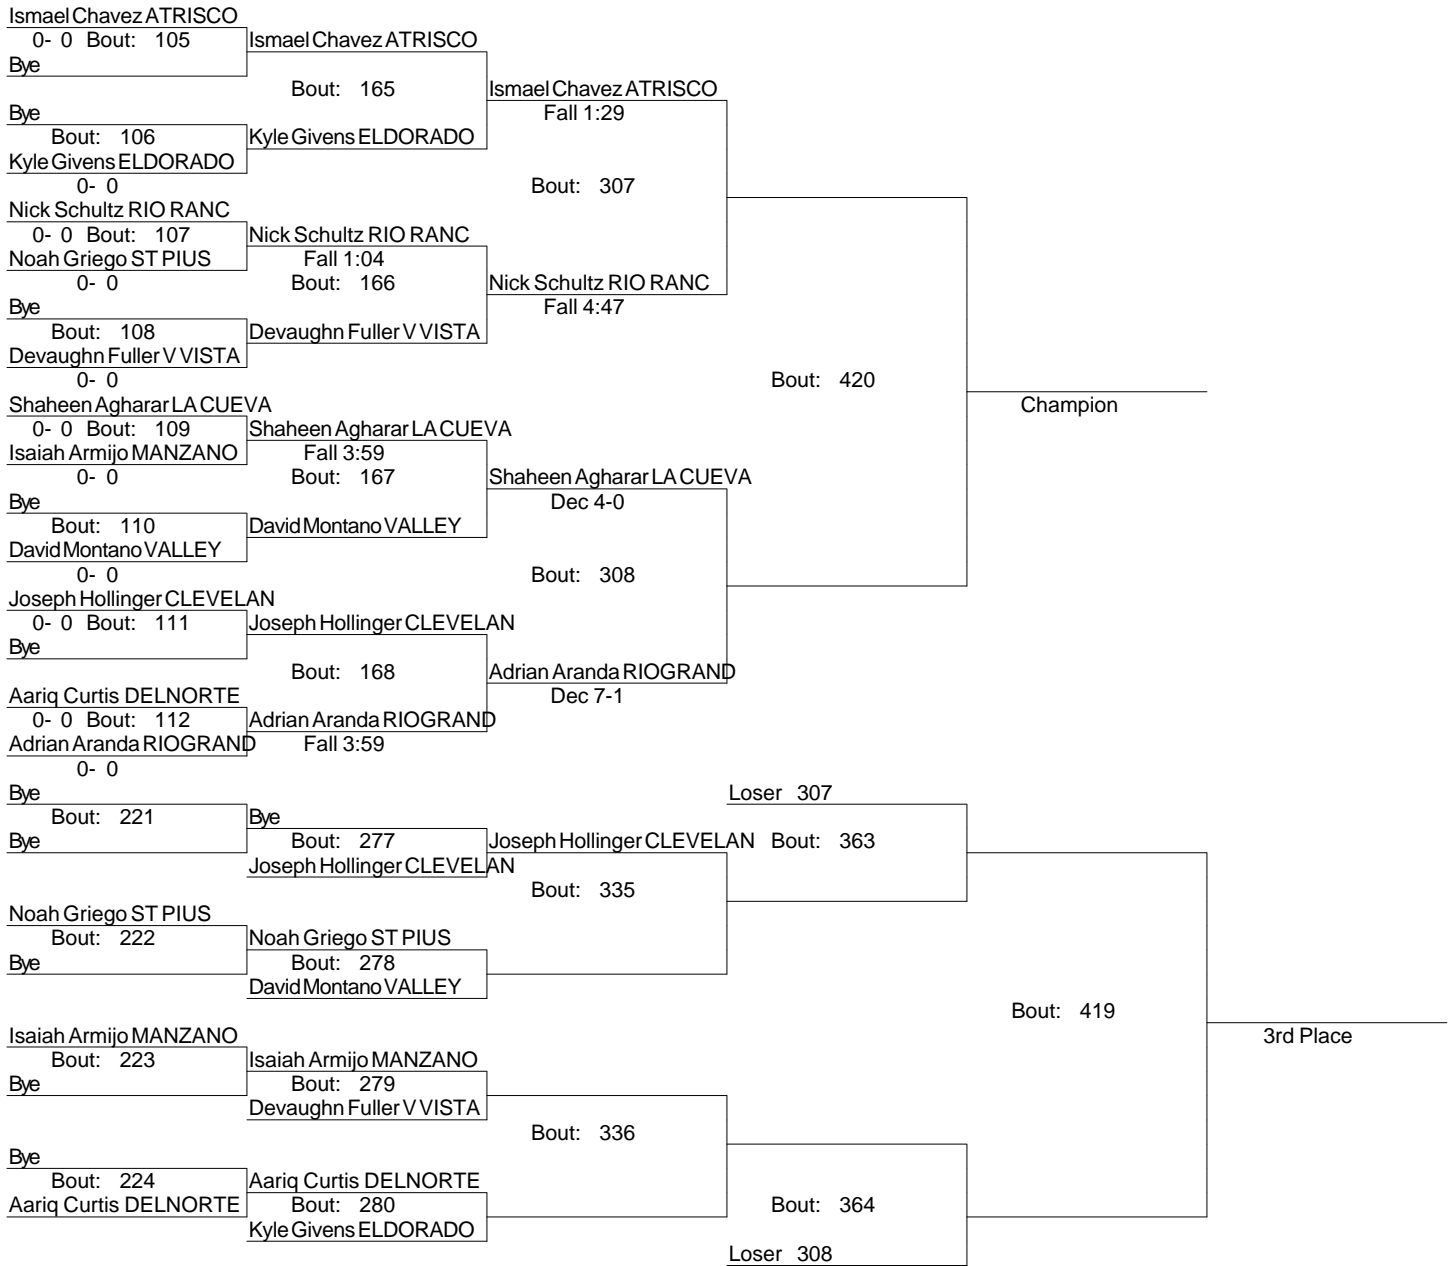 Ismael Chavez ATRISCO
0- 0 Bout: 105 Ismael Chavez ATRISCO
Bye
Bout: 165 Ismael Chavez ATRISCO
Bye Fall 1:29
Bout: 106 Kyle Givens ELDORADO
Kyle Givens ELDORADO
0- 0 Bout: 307
Nick Schultz RIO RANC
0- 0 Bout: 107 Nick Schultz RIO RANC
Noah Griego ST PIUS Fall 1:04
0- 0 Bout: 166 Nick Schultz RIO RANC
Bye Fall 4:47
Bout: 108 Devaughn Fuller V VISTA
Devaughn Fuller V VISTA
0- 0 Bout: 420
Shaheen Agharar LA CUEVA Champion
0- 0 Bout: 109 Shaheen Agharar LA CUEVA
Isaiah Armijo MANZANO Fall 3:59
0- 0 Bout: 167 Shaheen Agharar LA CUEVA
Bye Dec 4-0
Bout: 110 David Montano VALLEY
David Montano VALLEY
0- 0 Bout: 308
Joseph Hollinger CLEVELAN
0- 0 Bout: 111 Joseph Hollinger CLEVELAN
Bye
Bout: 168 Adrian Aranda RIOGRAND
Aariq Curtis DELNORTE Dec 7-1
0- 0 Bout: 112 Adrian Aranda RIOGRAND
Adrian Aranda RIOGRAND Fall 3:59
0- 0
Bye Loser 307
Bout: 221 Bye
Bye Bout: 277 Joseph Hollinger CLEVELAN Bout: 363
Joseph Hollinger CLEVELAN
Bout: 335
Noah Griego ST PIUS
Bout: 222 Noah Griego ST PIUS
Bye Bout: 278
David Montano VALLEY
Bout: 419
Isaiah Armijo MANZANO 3rd Place
Bout: 223 Isaiah Armijo MANZANO
Bye Bout: 279
Devaughn Fuller V VISTA
Bout: 336
Bye
Bout: 224 Aariq Curtis DELNORTE
Aariq Curtis DELNORTE Bout: 280 Bout: 364
Kyle Givens ELDORADO
Loser 308